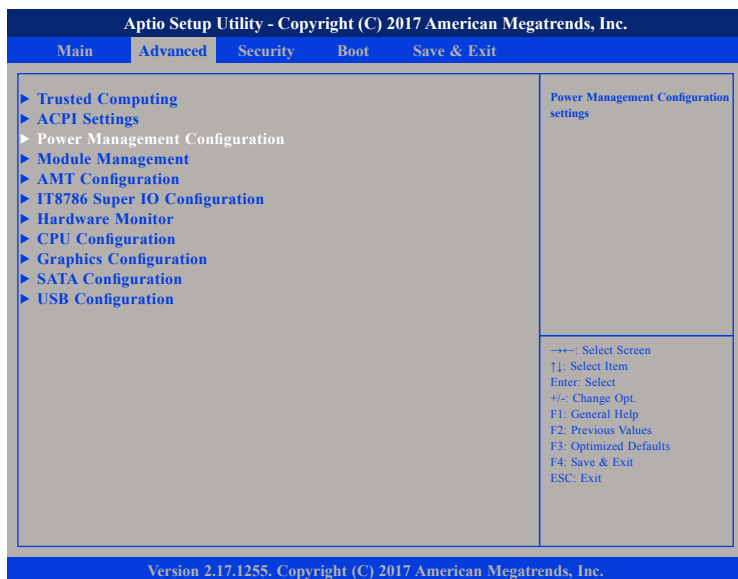 Aptio Setup Utility - Copyright (C) 2017 American Megatrends, Inc.
Main Advanced Security Boot Save & Exit
▶ Trusted Computing
▶ ACPI Settings
▶ Power Management Configuration
▶ Module Management
▶ AMT Configuration
▶ IT8786 Super IO Configuration
▶ Hardware Monitor
▶ CPU Configuration
▶ Graphics Configuration
▶ SATA Configuration
▶ USB Configuration
Power Management Configuration
settings
→←: Select Screen
↑↓: Select Item
Enter: Select
+/-: Change Opt.
F1: General Help
F2: Previous Values
F3: Optimized Defaults
F4: Save & Exit
ESC: Exit
Version 2.17.1255. Copyright (C) 2017 American Megatrends, Inc.